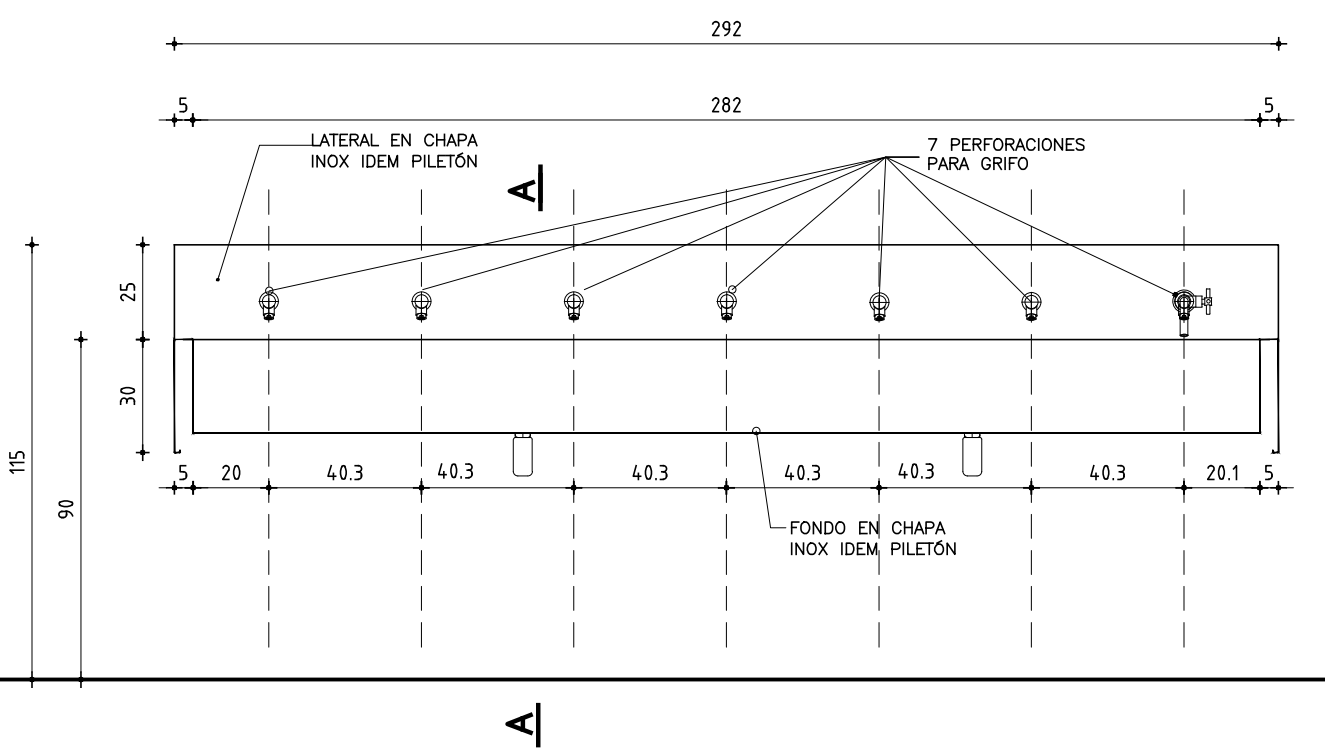 292
5 282 5
LATERAL EN CHAPA
INOX IDEM PILETÓN
7 PERFORACIONES
PARA GRIFO
A
25
30
115
90
5 20 40.3 40.3 40.3 40.3 40.3 40.3 20.1 5
FONDO EN CHAPA
INOX IDEM PILETÓN
A